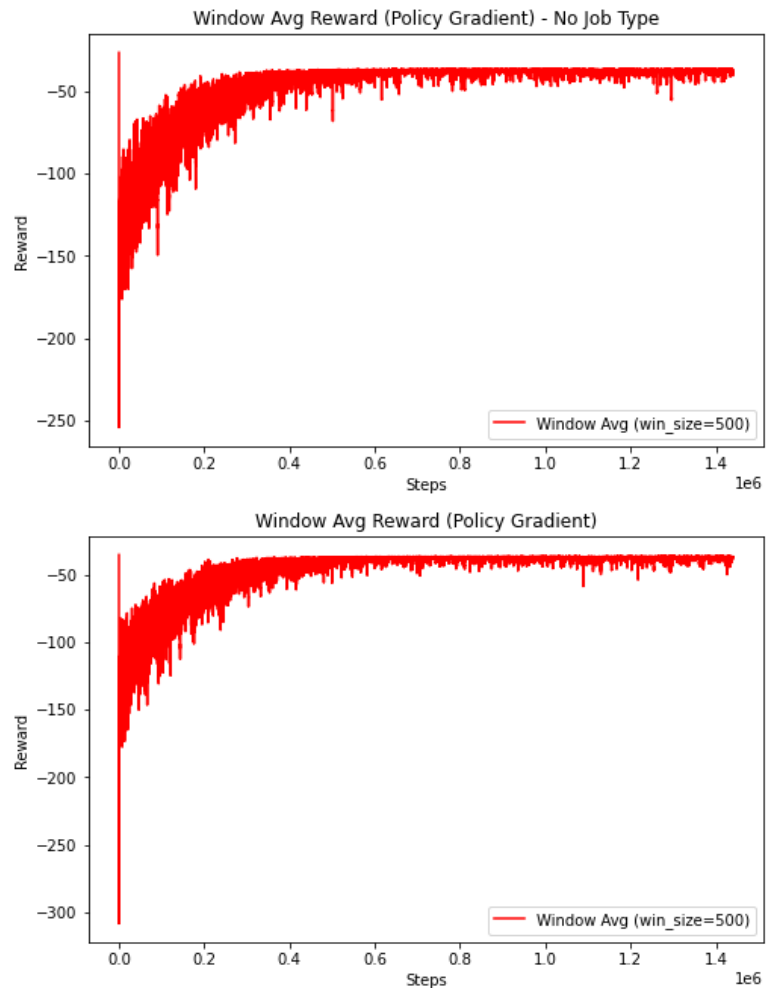 Window Avg Reward (Policy Gradient) - No Job Type
−50
−100
−150
−200
−250
Reward
Window Avg (win_size=500)
0.0 0.2 0.4 0.6 0.8 1.0 1.2 1.4
1e6
Steps
Window Avg Reward (Policy Gradient)
−50
−100
−150
−200
−250
−300
Reward
Window Avg (win_size=500)
0.0 0.2 0.4 0.6 0.8 1.0 1.2 1.4
1e6
Steps